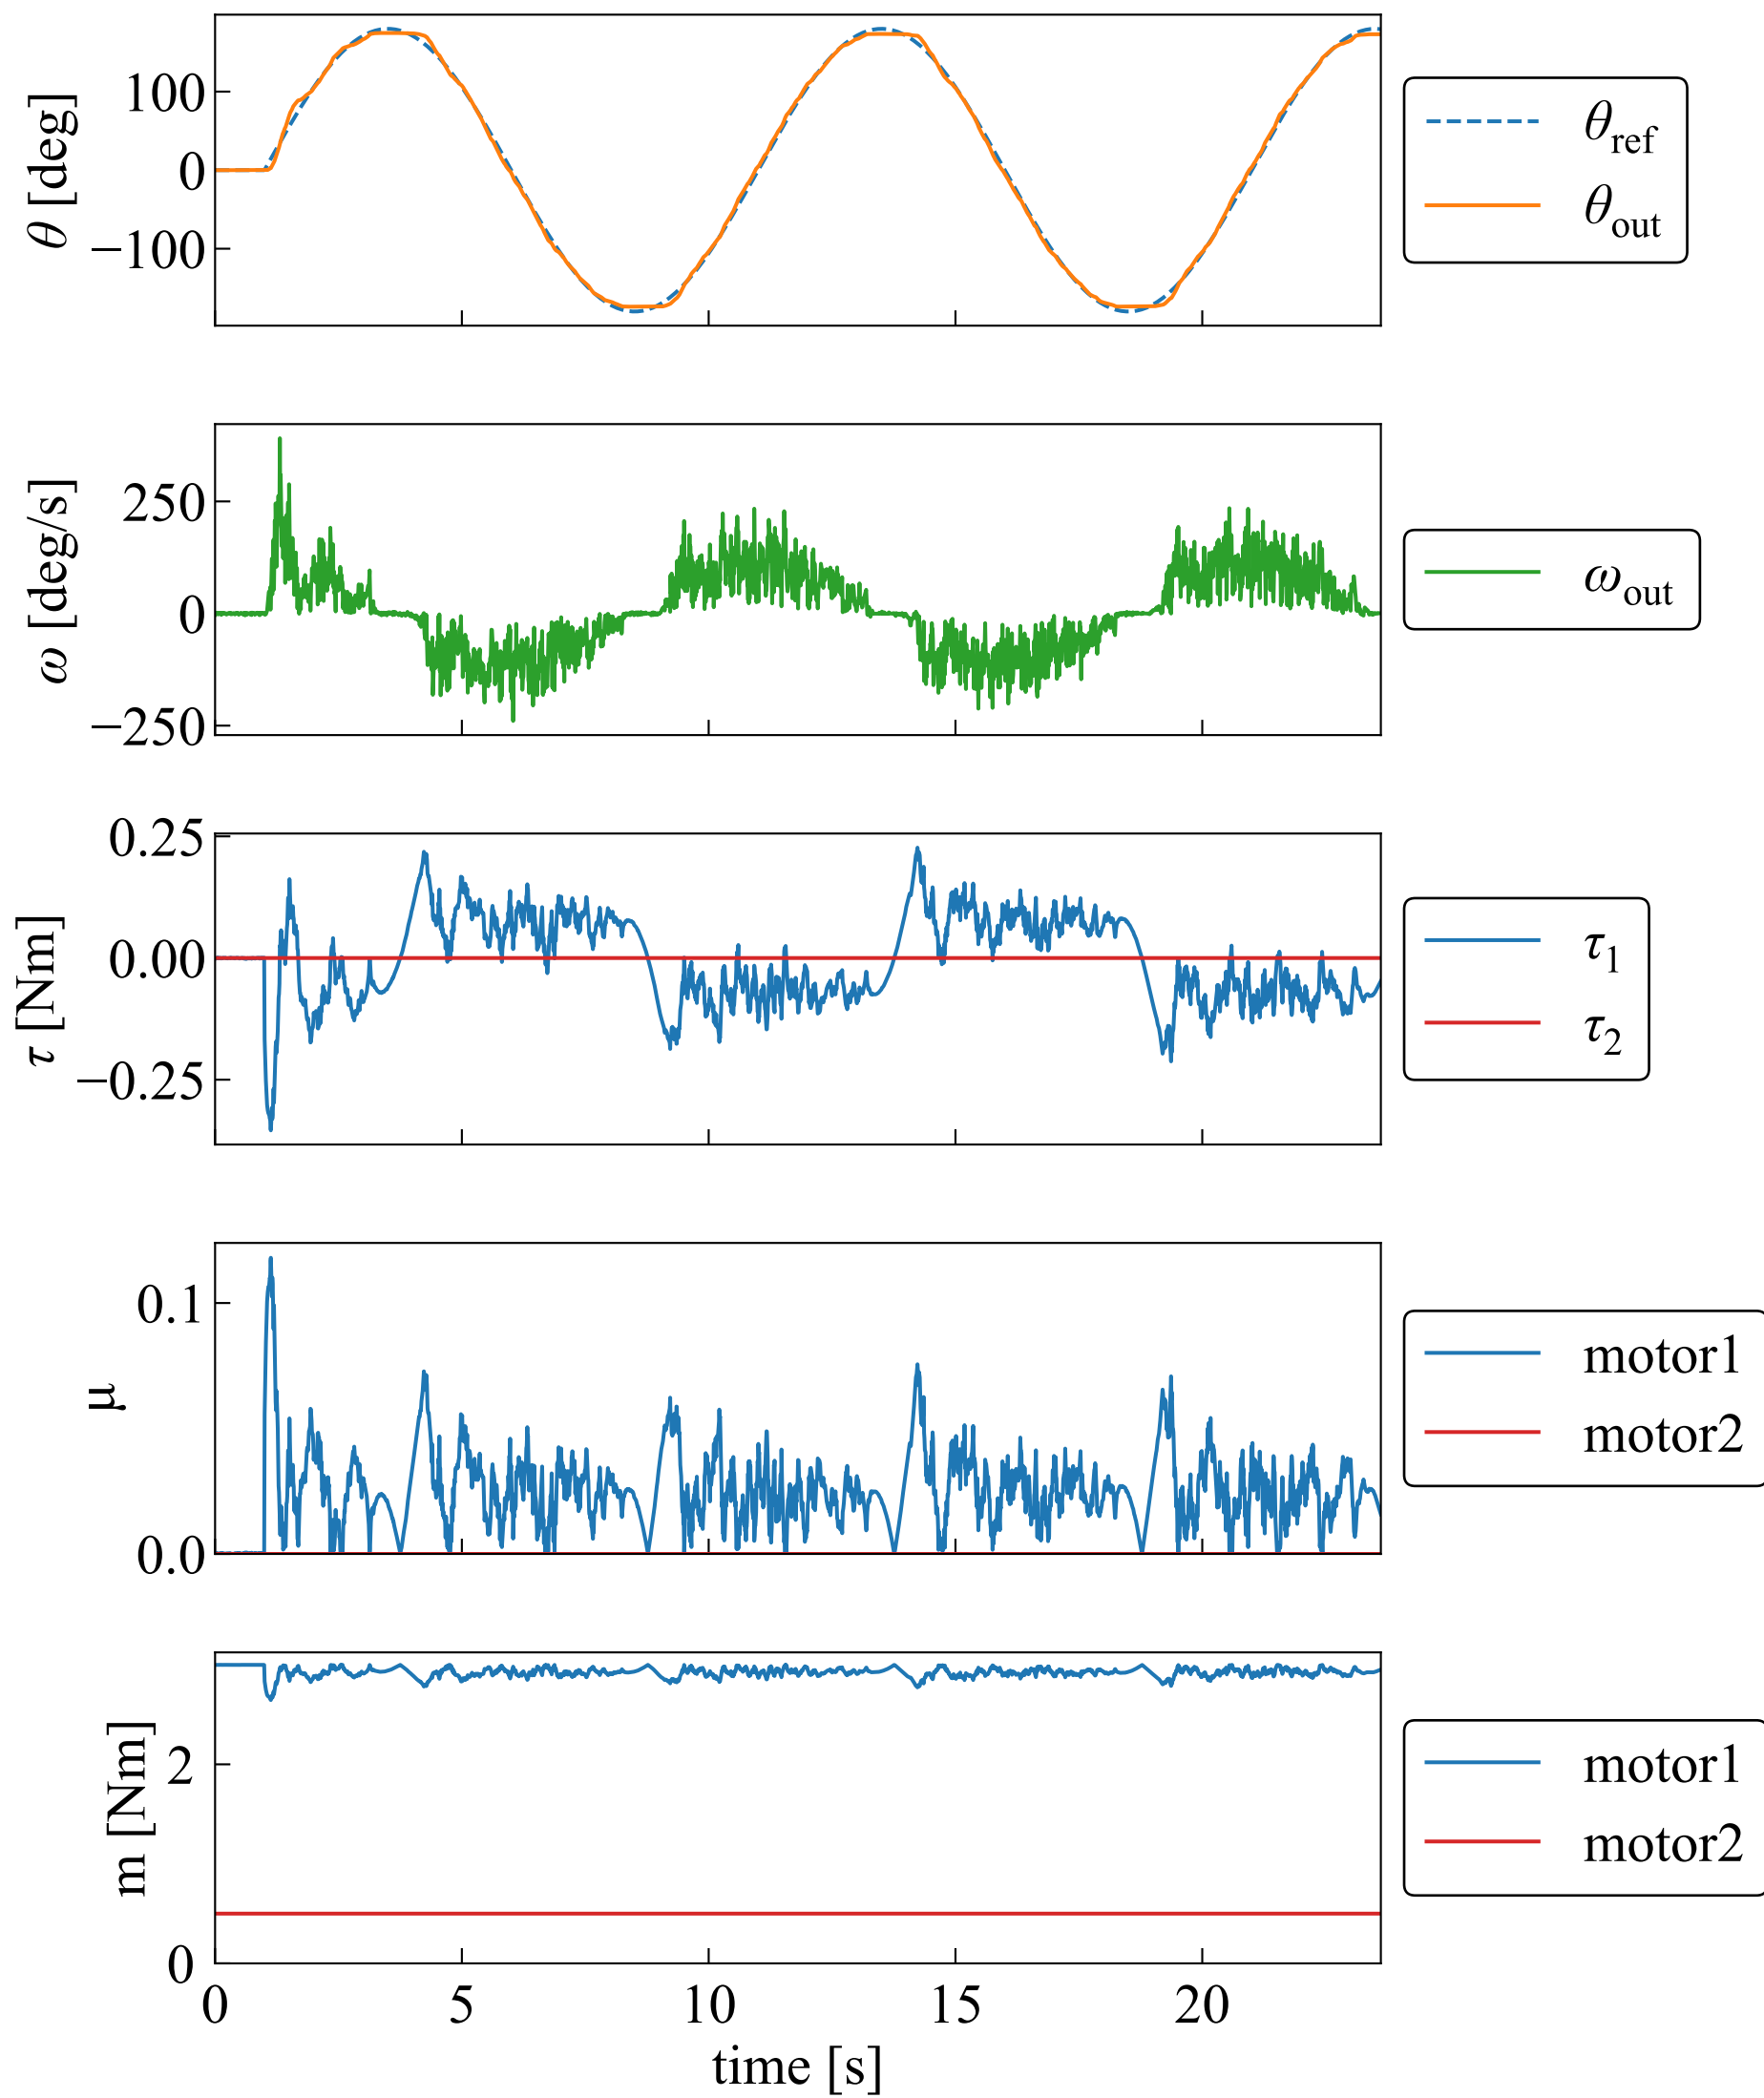 θ [deg]
100
0
−100
θref
θout
ω [deg/s]
250
0
−250
ωout
τ [Nm]
0.25
0.00
−0.25
τ1
τ2
μ
0.1
0.0
motor1
motor2
m [Nm]
2
0
motor1
motor2
0 5 10 15 20
time [s]